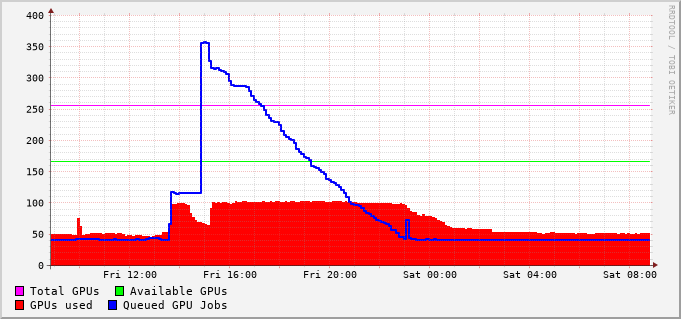 400
350
300
250
200
150
100
50
0
Fri 12:00 Fri 16:00 Fri 20:00 Sat 00:00 Sat 04:00 Sat 08:00
Total GPUs Available GPUs
GPUs used Queued GPU Jobs
RRDTOOL / TOBI OETIKER